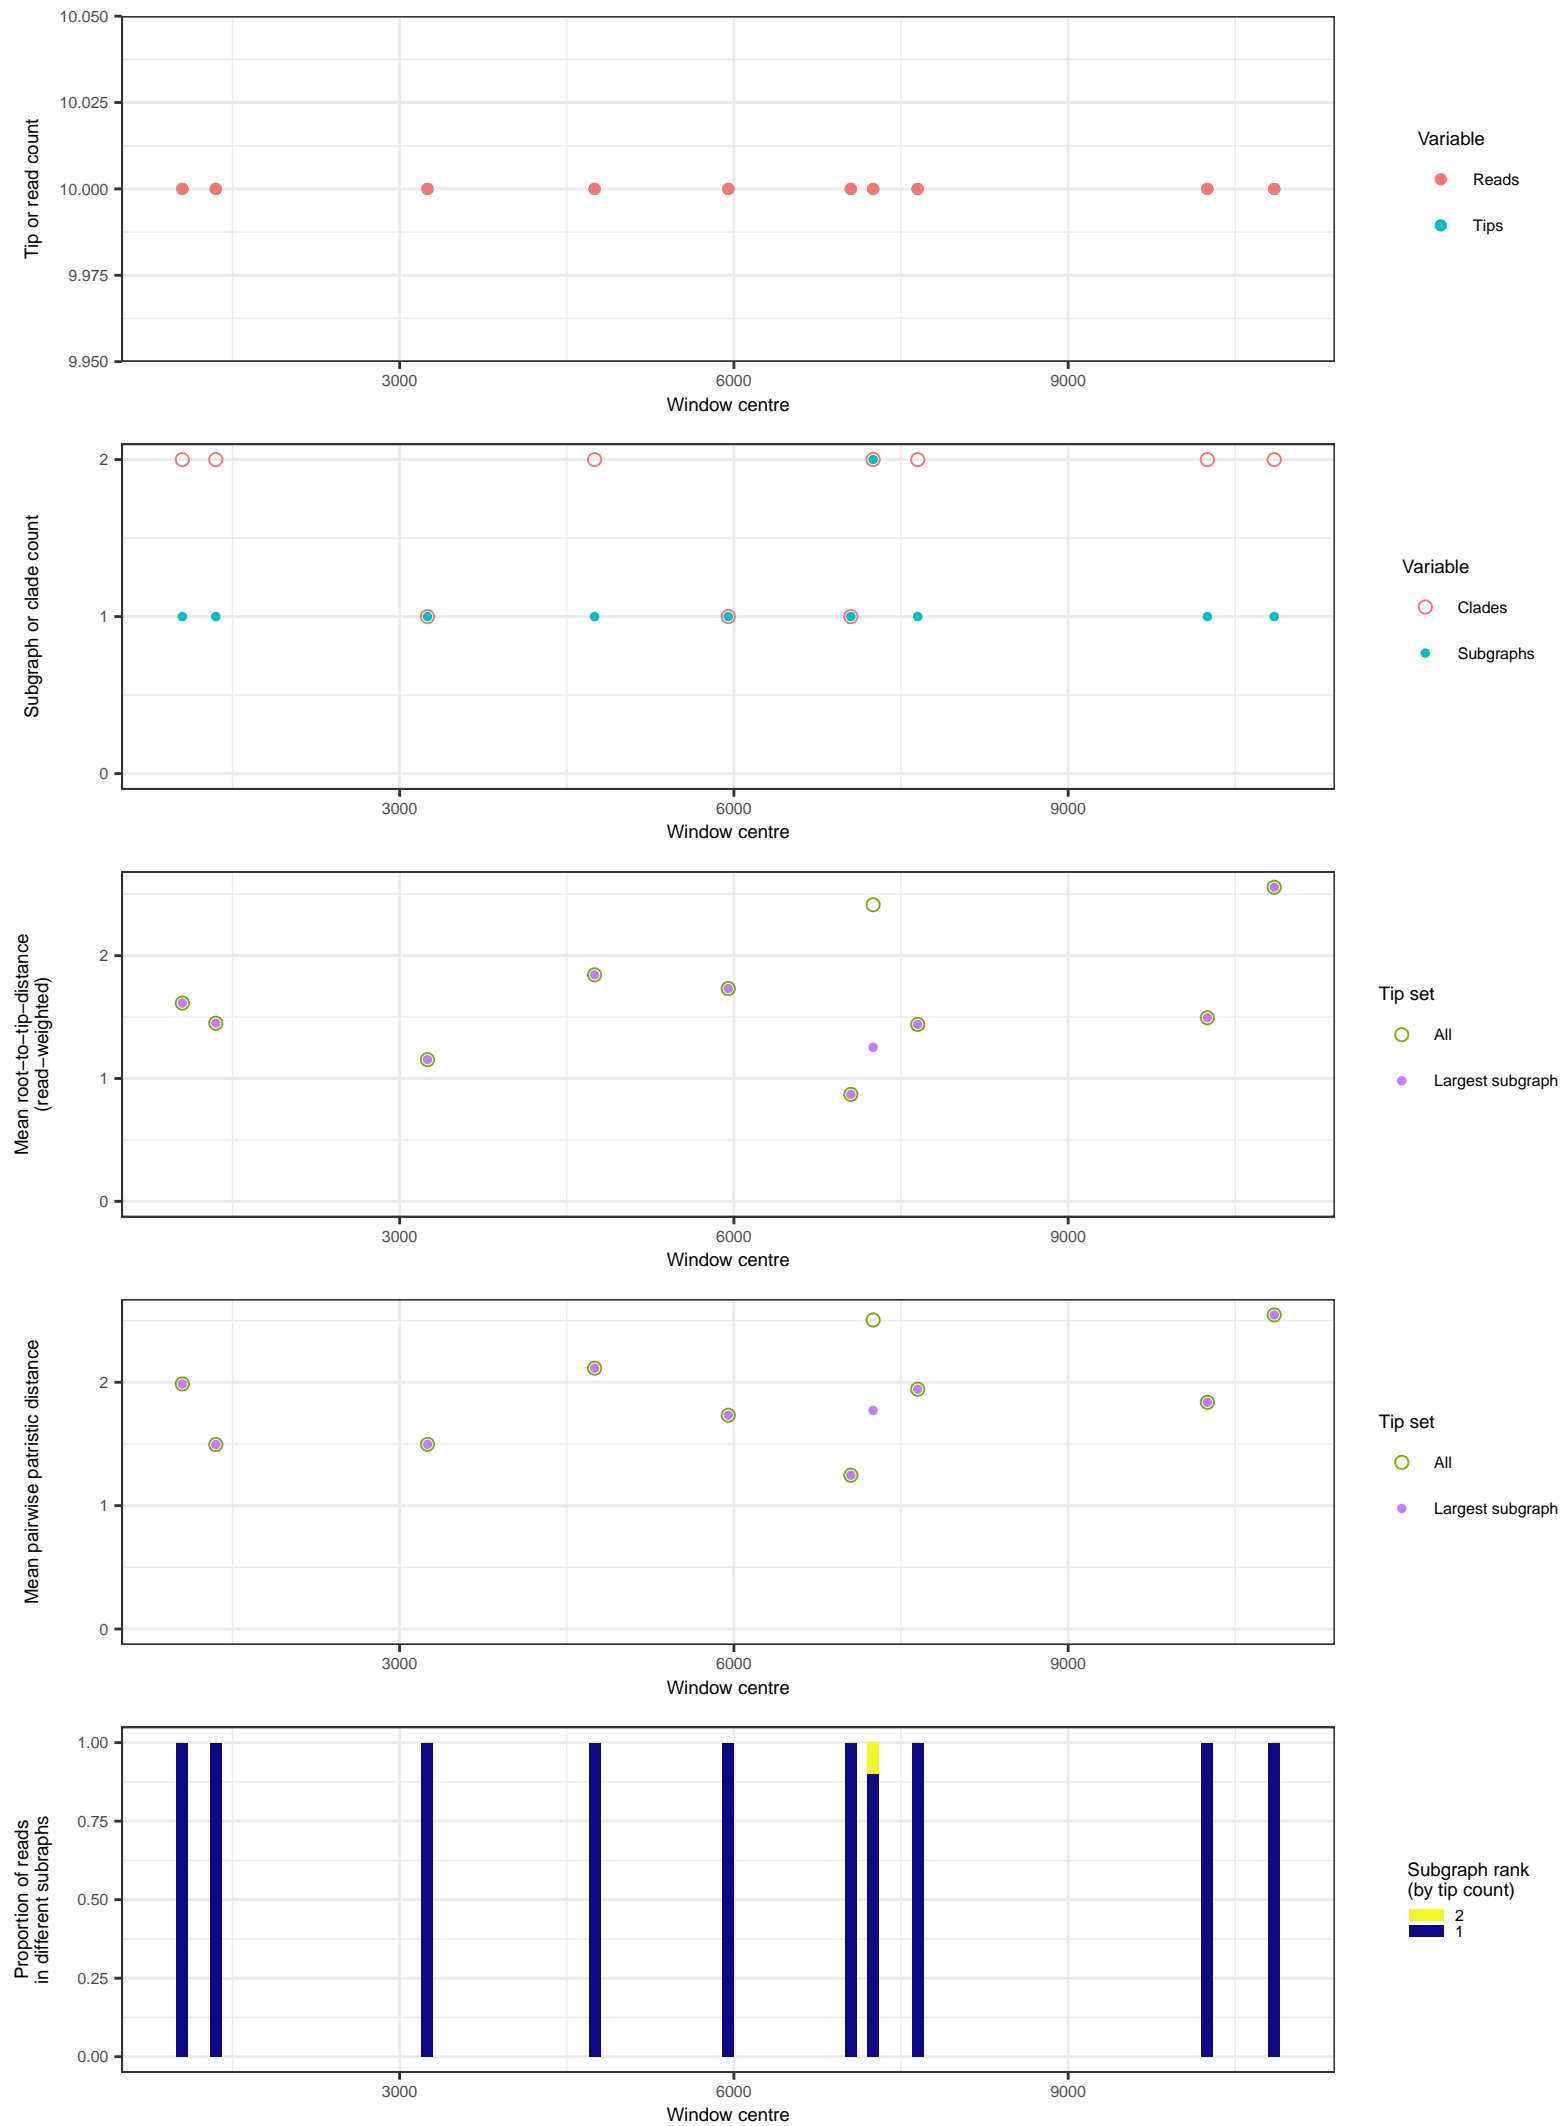 10.050
10.025
10.000
9.975
9.950
Tip or read count
3000
6000
9000
Window centre
Variable
Reads
Tips
2
1
0
Subgraph or clade count
3000
6000
9000
Window centre
Variable
Clades
Subgraphs
2
1
0
Mean root−to−tip−distance
(read−weighted)
3000
6000
9000
Window centre
Tip set
All
Largest subgraph
2
1
0
Mean pairwise patristic distance
3000
6000
9000
Window centre
Tip set
All
Largest subgraph
1.00
0.75
0.50
0.25
0.00
Proportion of reads
in different subraphs
3000
6000
9000
Window centre
Subgraph rank
(by tip count)
2
1